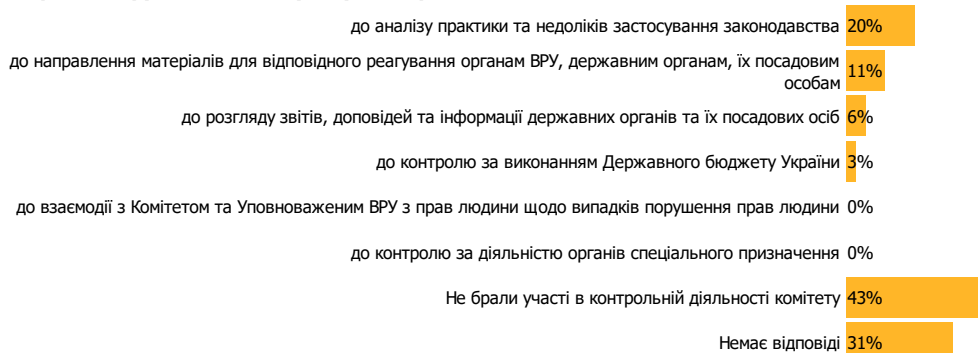 до аналізу практики та недоліків застосування законодавства 20%
до направлення матеріалів для відповідного реагування органам ВРУ, державним органам, їх посадовим
особам 11%
до розгляду звітів, доповідей та інформації державних органів та їх посадових осіб 6%
до контролю за виконанням Державного бюджету України 3%
до взаємодії з Комітетом та Уповноваженим ВРУ з прав людини щодо випадків порушення прав людини 0%
до контролю за діяльністю органів спеціального призначення 0%
Не брали участі в контрольній діяльності комітету 43%
Немає відповіді 31%